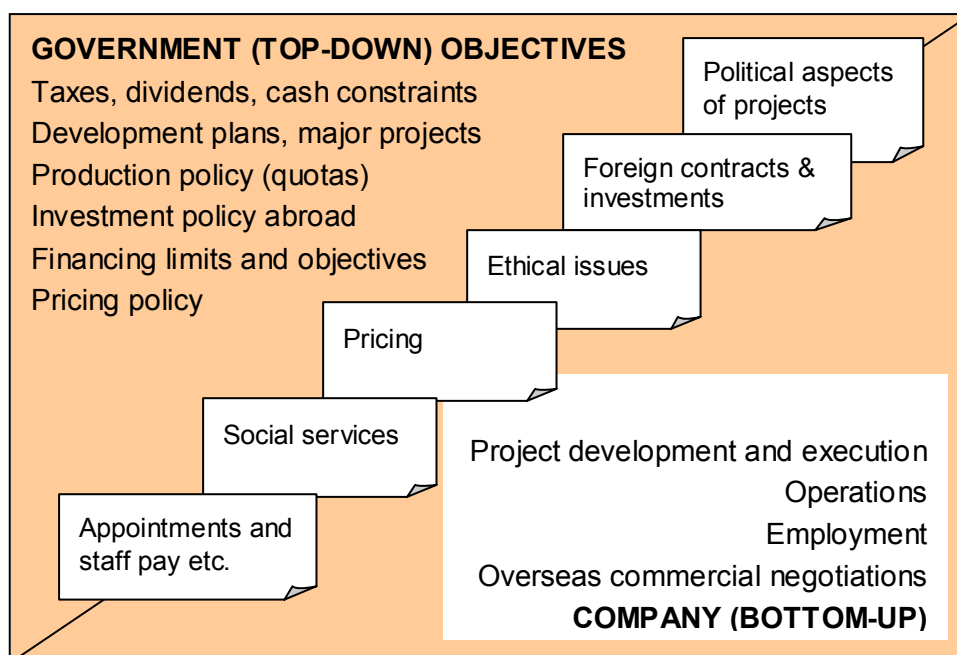 GOVERNMENT (TOP-DOWN) OBJECTIVES
Taxes, dividends, cash constraints
Development plans, major projects
Production policy (quotas)
Investment policy abroad
Financing limits and objectives
Pricing policy
Political aspects
of projects
Foreign contracts &
investments
Ethical issues
Pricing
Social services
Appointments and
staff pay etc.
Project development and execution
Operations
Employment
Overseas commercial negotiations
COMPANY (BOTTOM-UP)